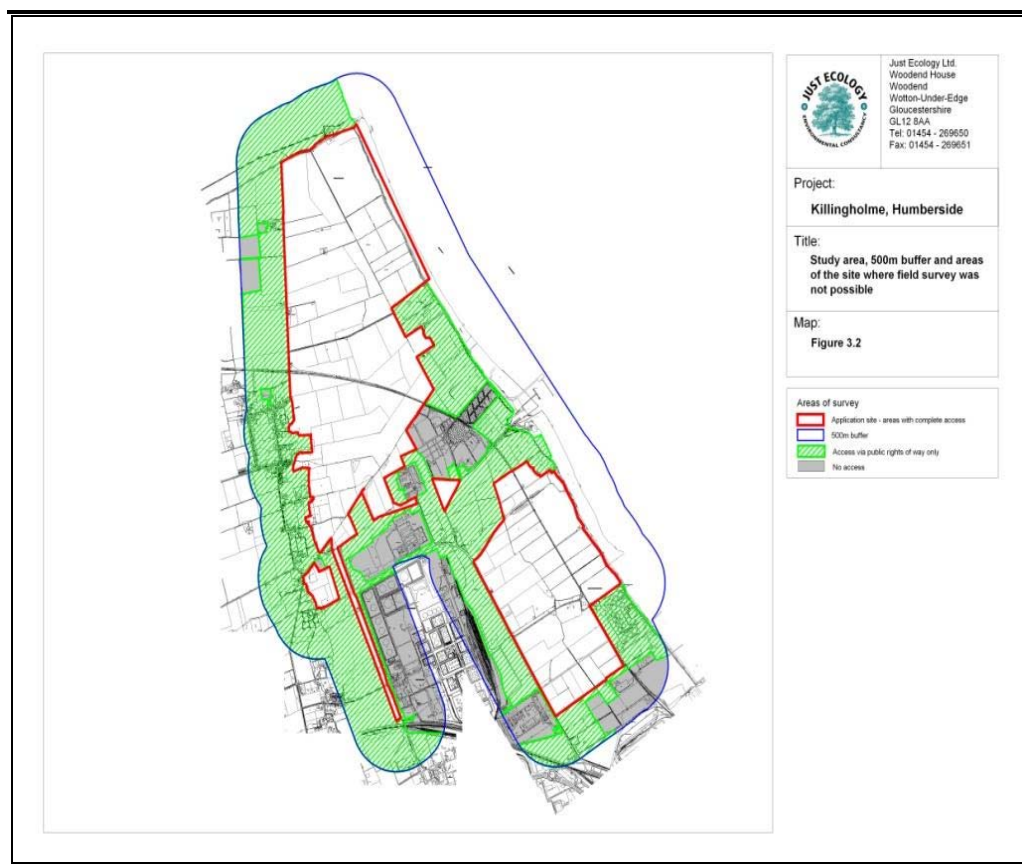 JUST ECOLOGY
ENVIRONMENTAL CONSULTANCY
Just Ecology Ltd.
Woodend House
Woodend
Wotton-Under-Edge
Gloucestershire
GL12 8AA
Tel: 01454 - 269650
Fax: 01454 - 269651
Project:
Killingholme, Humberside
Title:
Study area, 500m buffer and areas
of the site where field survey was
not possible
Map:
Figure 3.2
Areas of survey
Application site - areas with complete access
500m buffer
Access via public rights of way only
No access